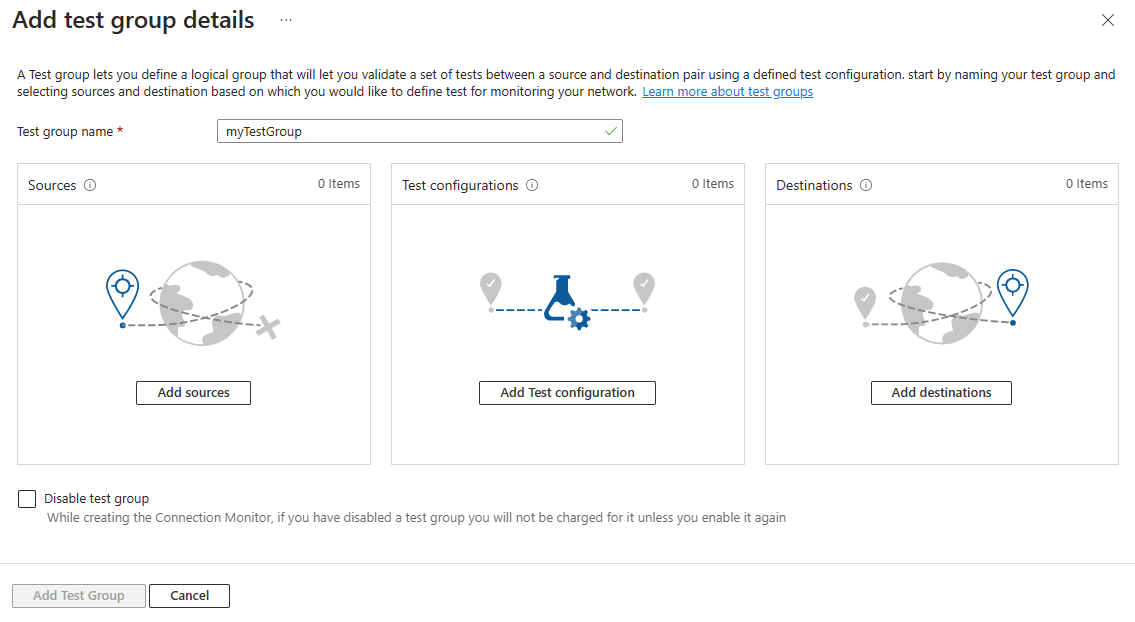 Add test group details ...
A Test group lets you define a logical group that will let you validate a set of tests between a source and destination pair using a defined test configuration. start by naming your test group and
selecting sources and destination based on which you would like to define test for monitoring your network. Learn more about test groups
Test group name * myTestGroup
Sources 0 Items
Test configurations 0 Items
Destinations 0 Items
Add sources
Add Test configuration
Add destinations
Disable test group
While creating the Connection Monitor, if you have disabled a test group you will not be charged for it unless you enable it again
Add Test Group
Cancel